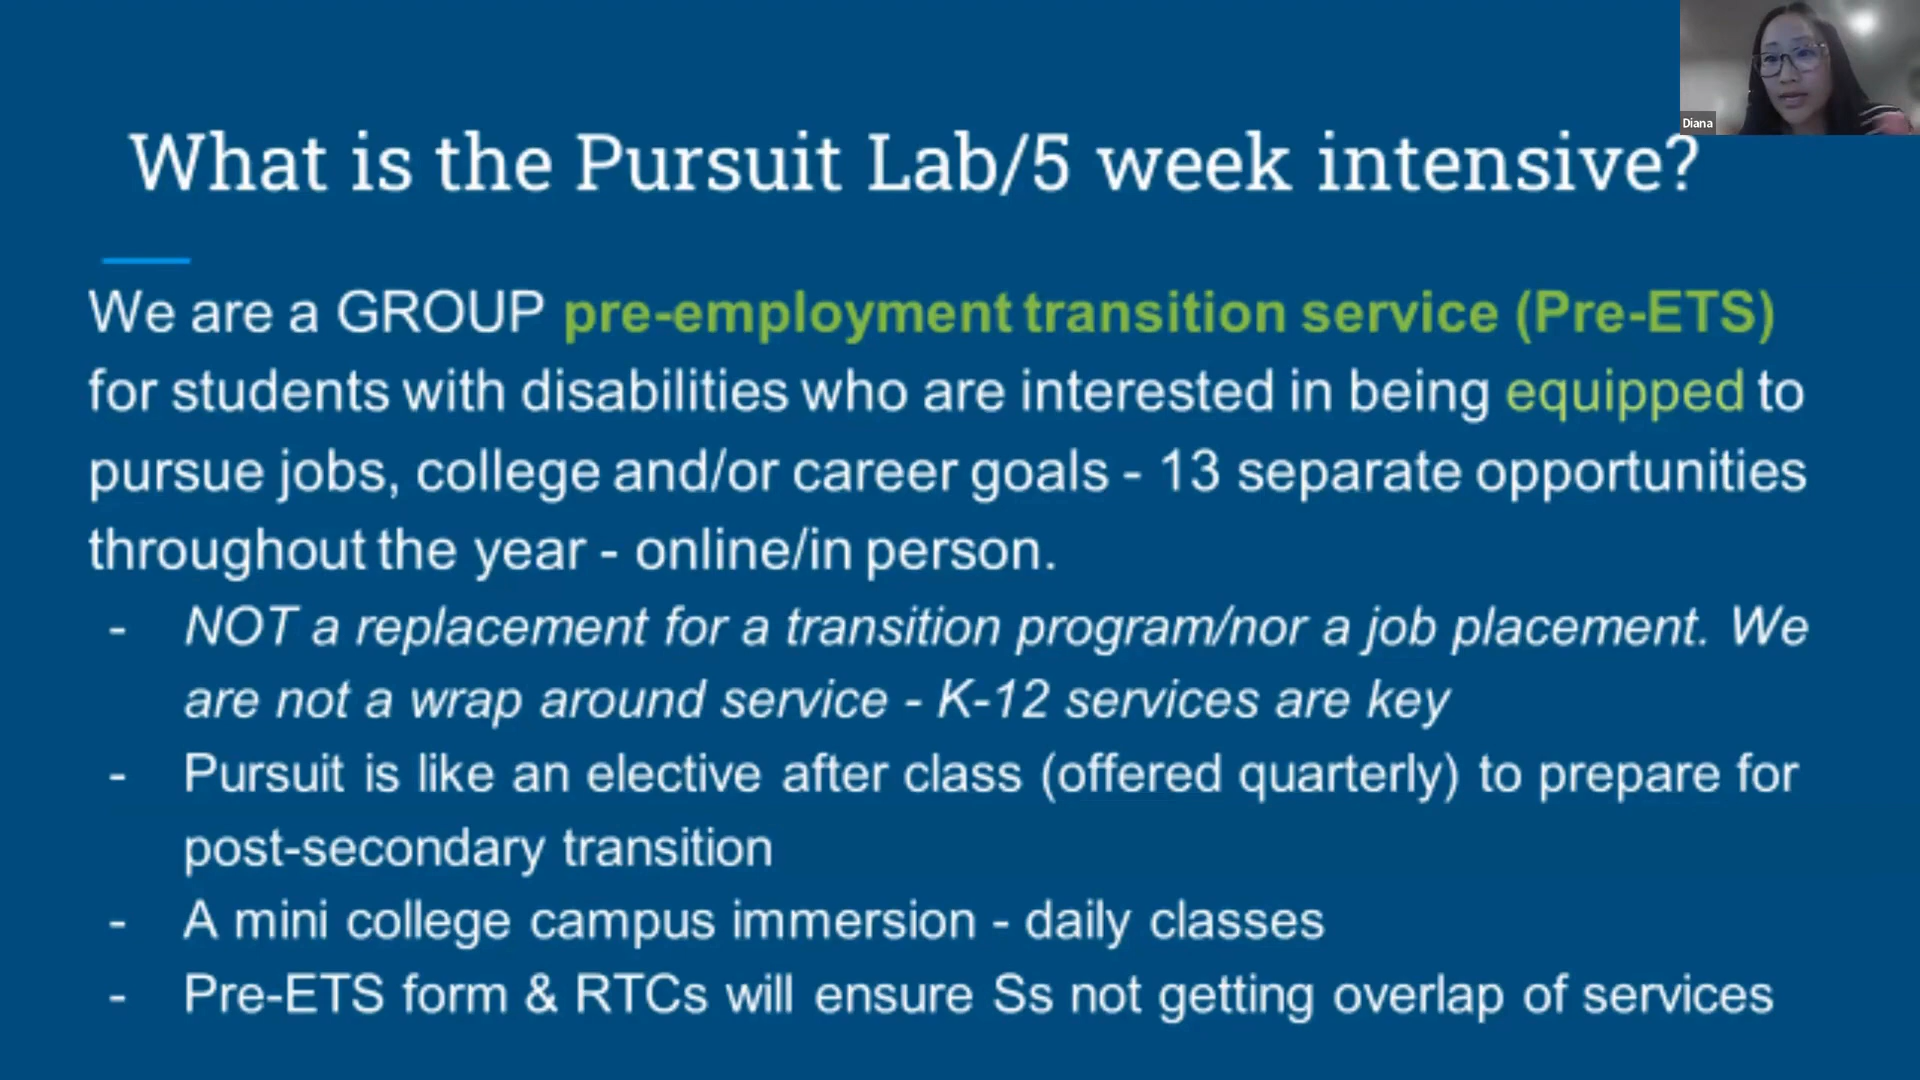 Diana
What is the Pursuit Lab/5 week intensive?
We are a GROUP pre-employment transition service (Pre-ETS)
for students with disabilities who are interested in being equipped to
pursue jobs, college and/or career goals - 13 separate opportunities
throughout the year - online/in person.
- NOT a replacement for a transition program/nor a job placement. We
are not a wrap around service - K-12 services are key
- Pursuit is like an elective after class (offered quarterly) to prepare for
post-secondary transition
- A mini college campus immersion - daily classes
- Pre-ETS form & RTCs will ensure Ss not getting overlap of services